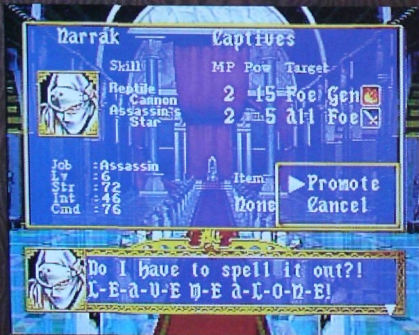 Narrak Captives
Skill MP Pow Target
Reptile
Cannon 2 15 Foe Gen
Assassin's
Star 2 5 All Foe
Job :Assassin
Lv : 6
Str : 72
Int : 46
Cmd : 76
Item
None
▶Promote
Cancel
Do I have to spell it out?!
L-E-A-V-E M-E A-L-O-N-E!